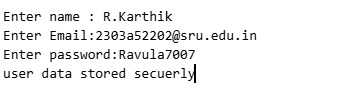 Enter name : R.Karthik
Enter Email:2303a52202@sru.edu.in
Enter password:Ravula7007
user data stored secuerly